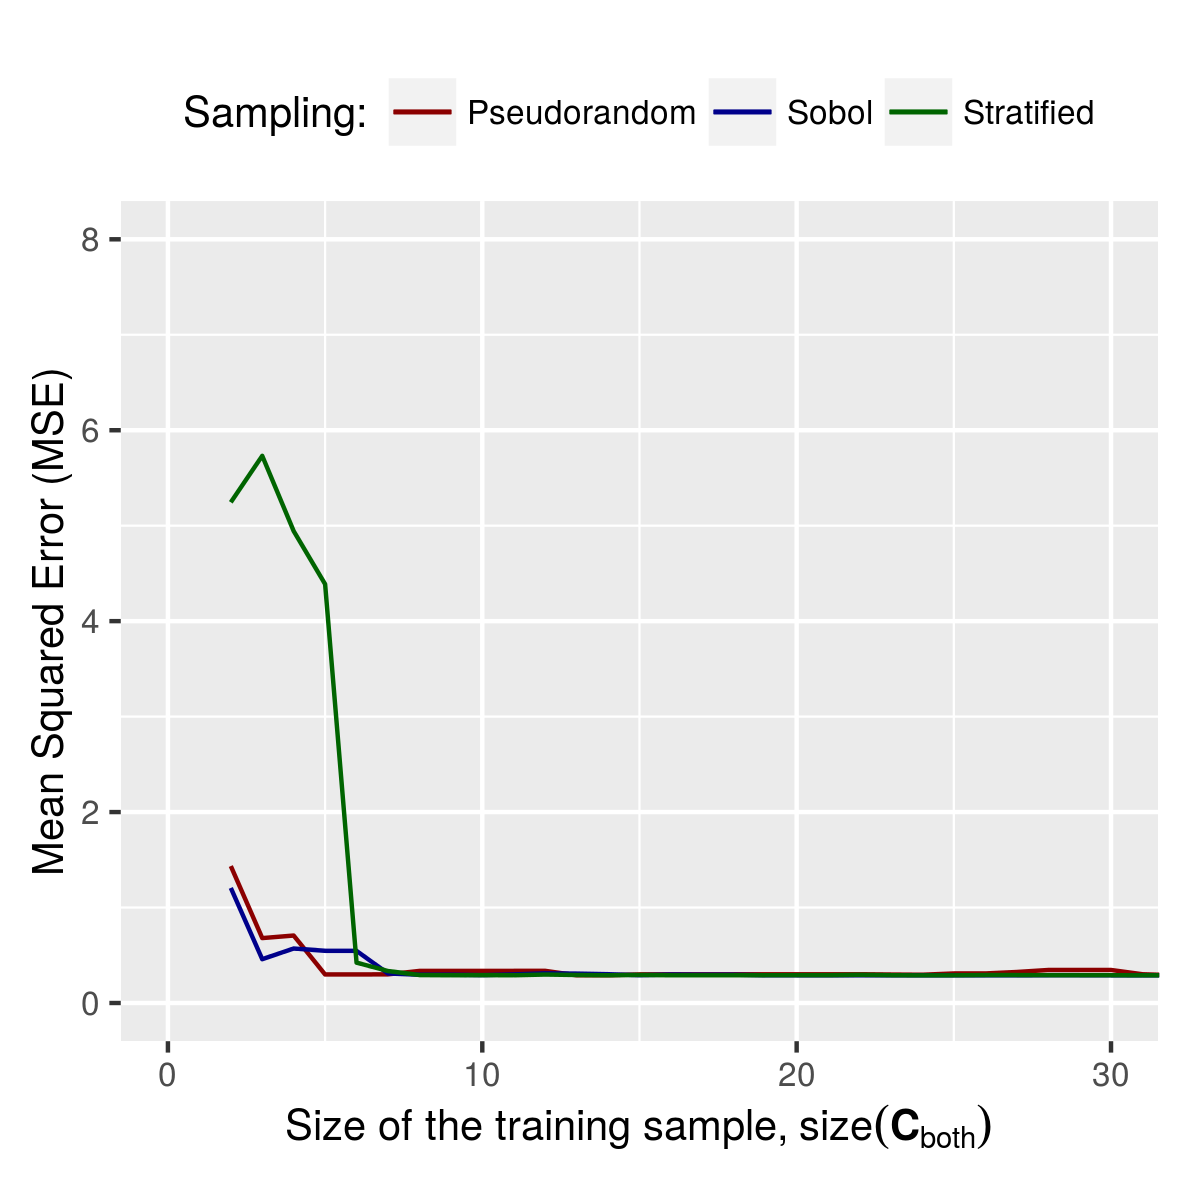 Sampling: Pseudorandom Sobol Stratified
8
6
4
2
0
Mean Squared Error (MSE)
0 10 20 30
Size of the training sample, size(C_both)